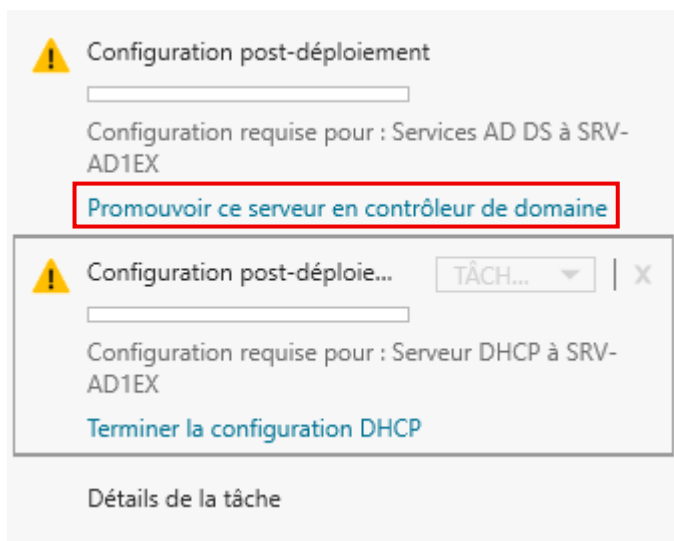 Configuration post-déploiement
Configuration requise pour : Services AD DS à SRV-
AD1EX
Promouvoir ce serveur en contrôleur de domaine
Configuration post-déploie... TÂCH... X
Configuration requise pour : Serveur DHCP à SRV-
AD1EX
Terminer la configuration DHCP
Détails de la tâche